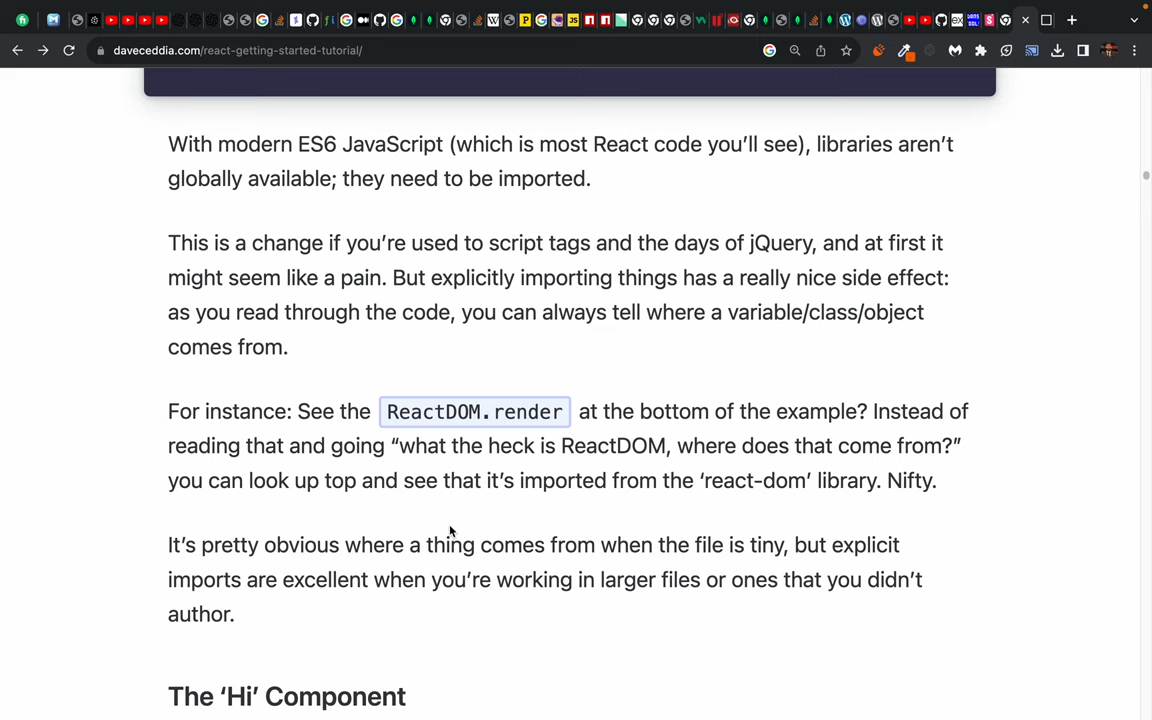 daveceddia.com/react-getting-started-tutorial/
With modern ES6 JavaScript (which is most React code you’ll see), libraries aren’t
globally available; they need to be imported.
This is a change if you’re used to script tags and the days of jQuery, and at first it
might seem like a pain. But explicitly importing things has a really nice side effect:
as you read through the code, you can always tell where a variable/class/object
comes from.
For instance: See the ReactDOM.render at the bottom of the example? Instead of
reading that and going “what the heck is ReactDOM, where does that come from?”
you can look up top and see that it’s imported from the ‘react-dom’ library. Nifty.
It’s pretty obvious where a thing comes from when the file is tiny, but explicit
imports are excellent when you’re working in larger files or ones that you didn’t
author.
The ‘Hi’ Component